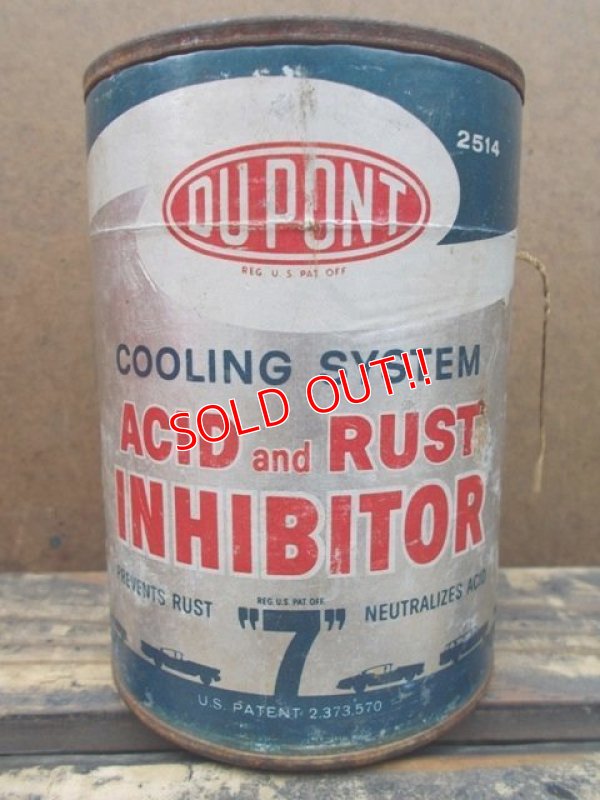 2514
DU PONT
REG. U.S. PAT. OFF.
COOLING SYSTEM
SOLD OUT!!
ACID and RUST
INHIBITOR
PREVENTS RUST
REG. U.S. PAT. OFF.
"7"
NEUTRALIZES ACID
U.S. PATENT 2.373.570